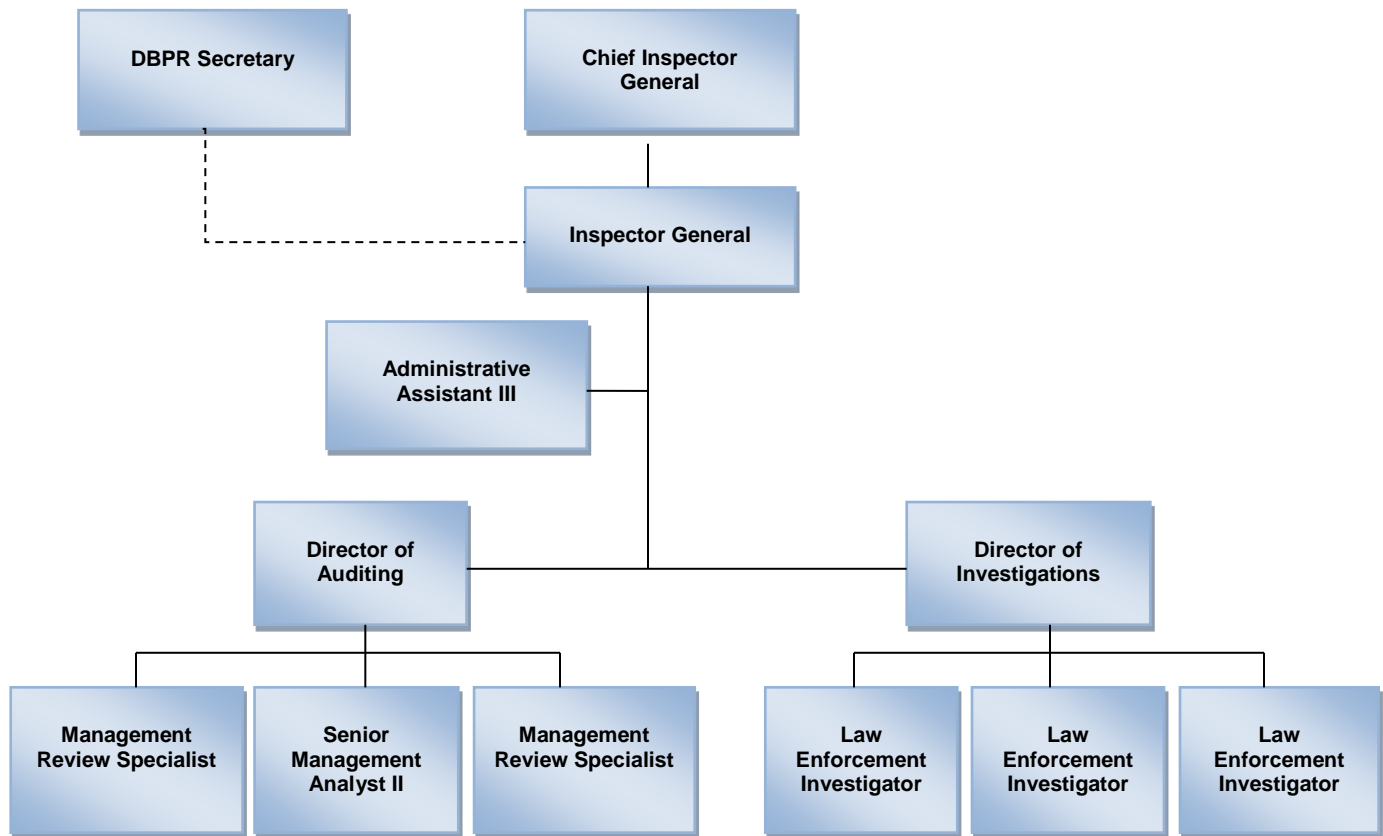 DBPR Secretary
Chief Inspector
General
Inspector General
Administrative
Assistant III
Director of
Auditing
Director of
Investigations
Management
Review Specialist
Senior
Management
Analyst II
Management
Review Specialist
Law
Enforcement
Investigator
Law
Enforcement
Investigator
Law
Enforcement
Investigator